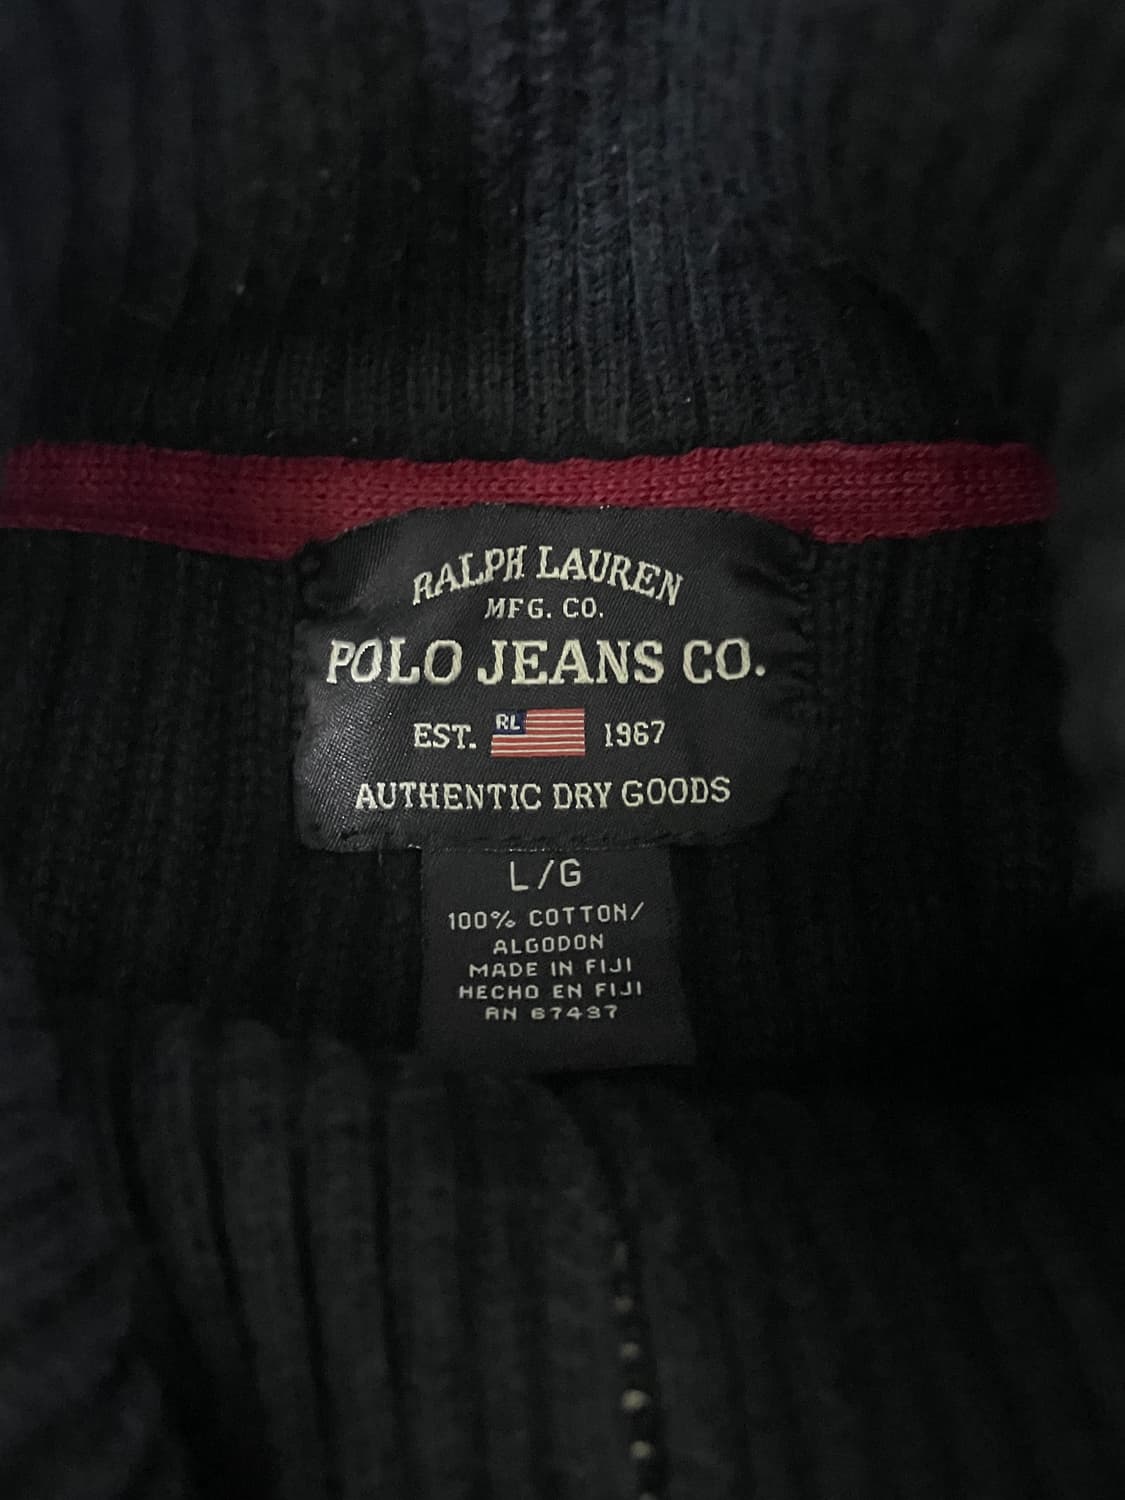 RALPH LAUREN
MFG. CO.
POLO JEANS CO.
EST. RL 1967
AUTHENTIC DRY GOODS
L/G
100% COTTON/
ALGODON
MADE IN FIJI
HECHO EN FIJI
RN 67437